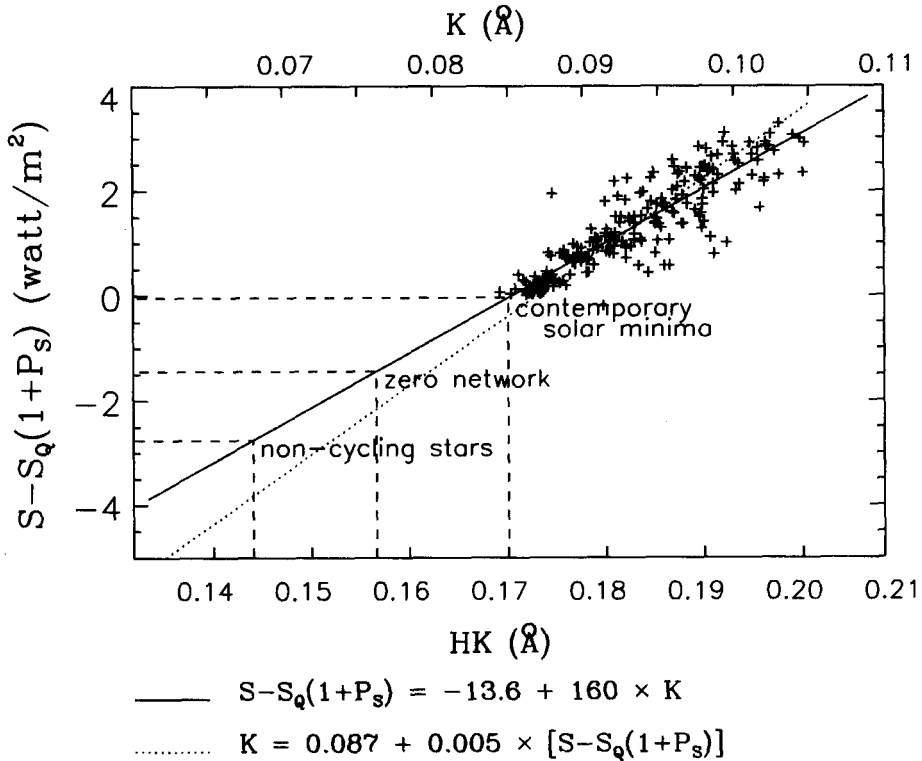 K (Å)
0.07 0.08 0.09 0.10 0.11
4
2
0
−2
−4
S−S_Q(1+P_S) (watt/m²)
contemporary
solar minima
zero network
non−cycling stars
0.14 0.15 0.16 0.17 0.18 0.19 0.20 0.21
HK (Å)
S−S_Q(1+P_S) = −13.6 + 160 × K
K = 0.087 + 0.005 × [S−S_Q(1+P_S)]